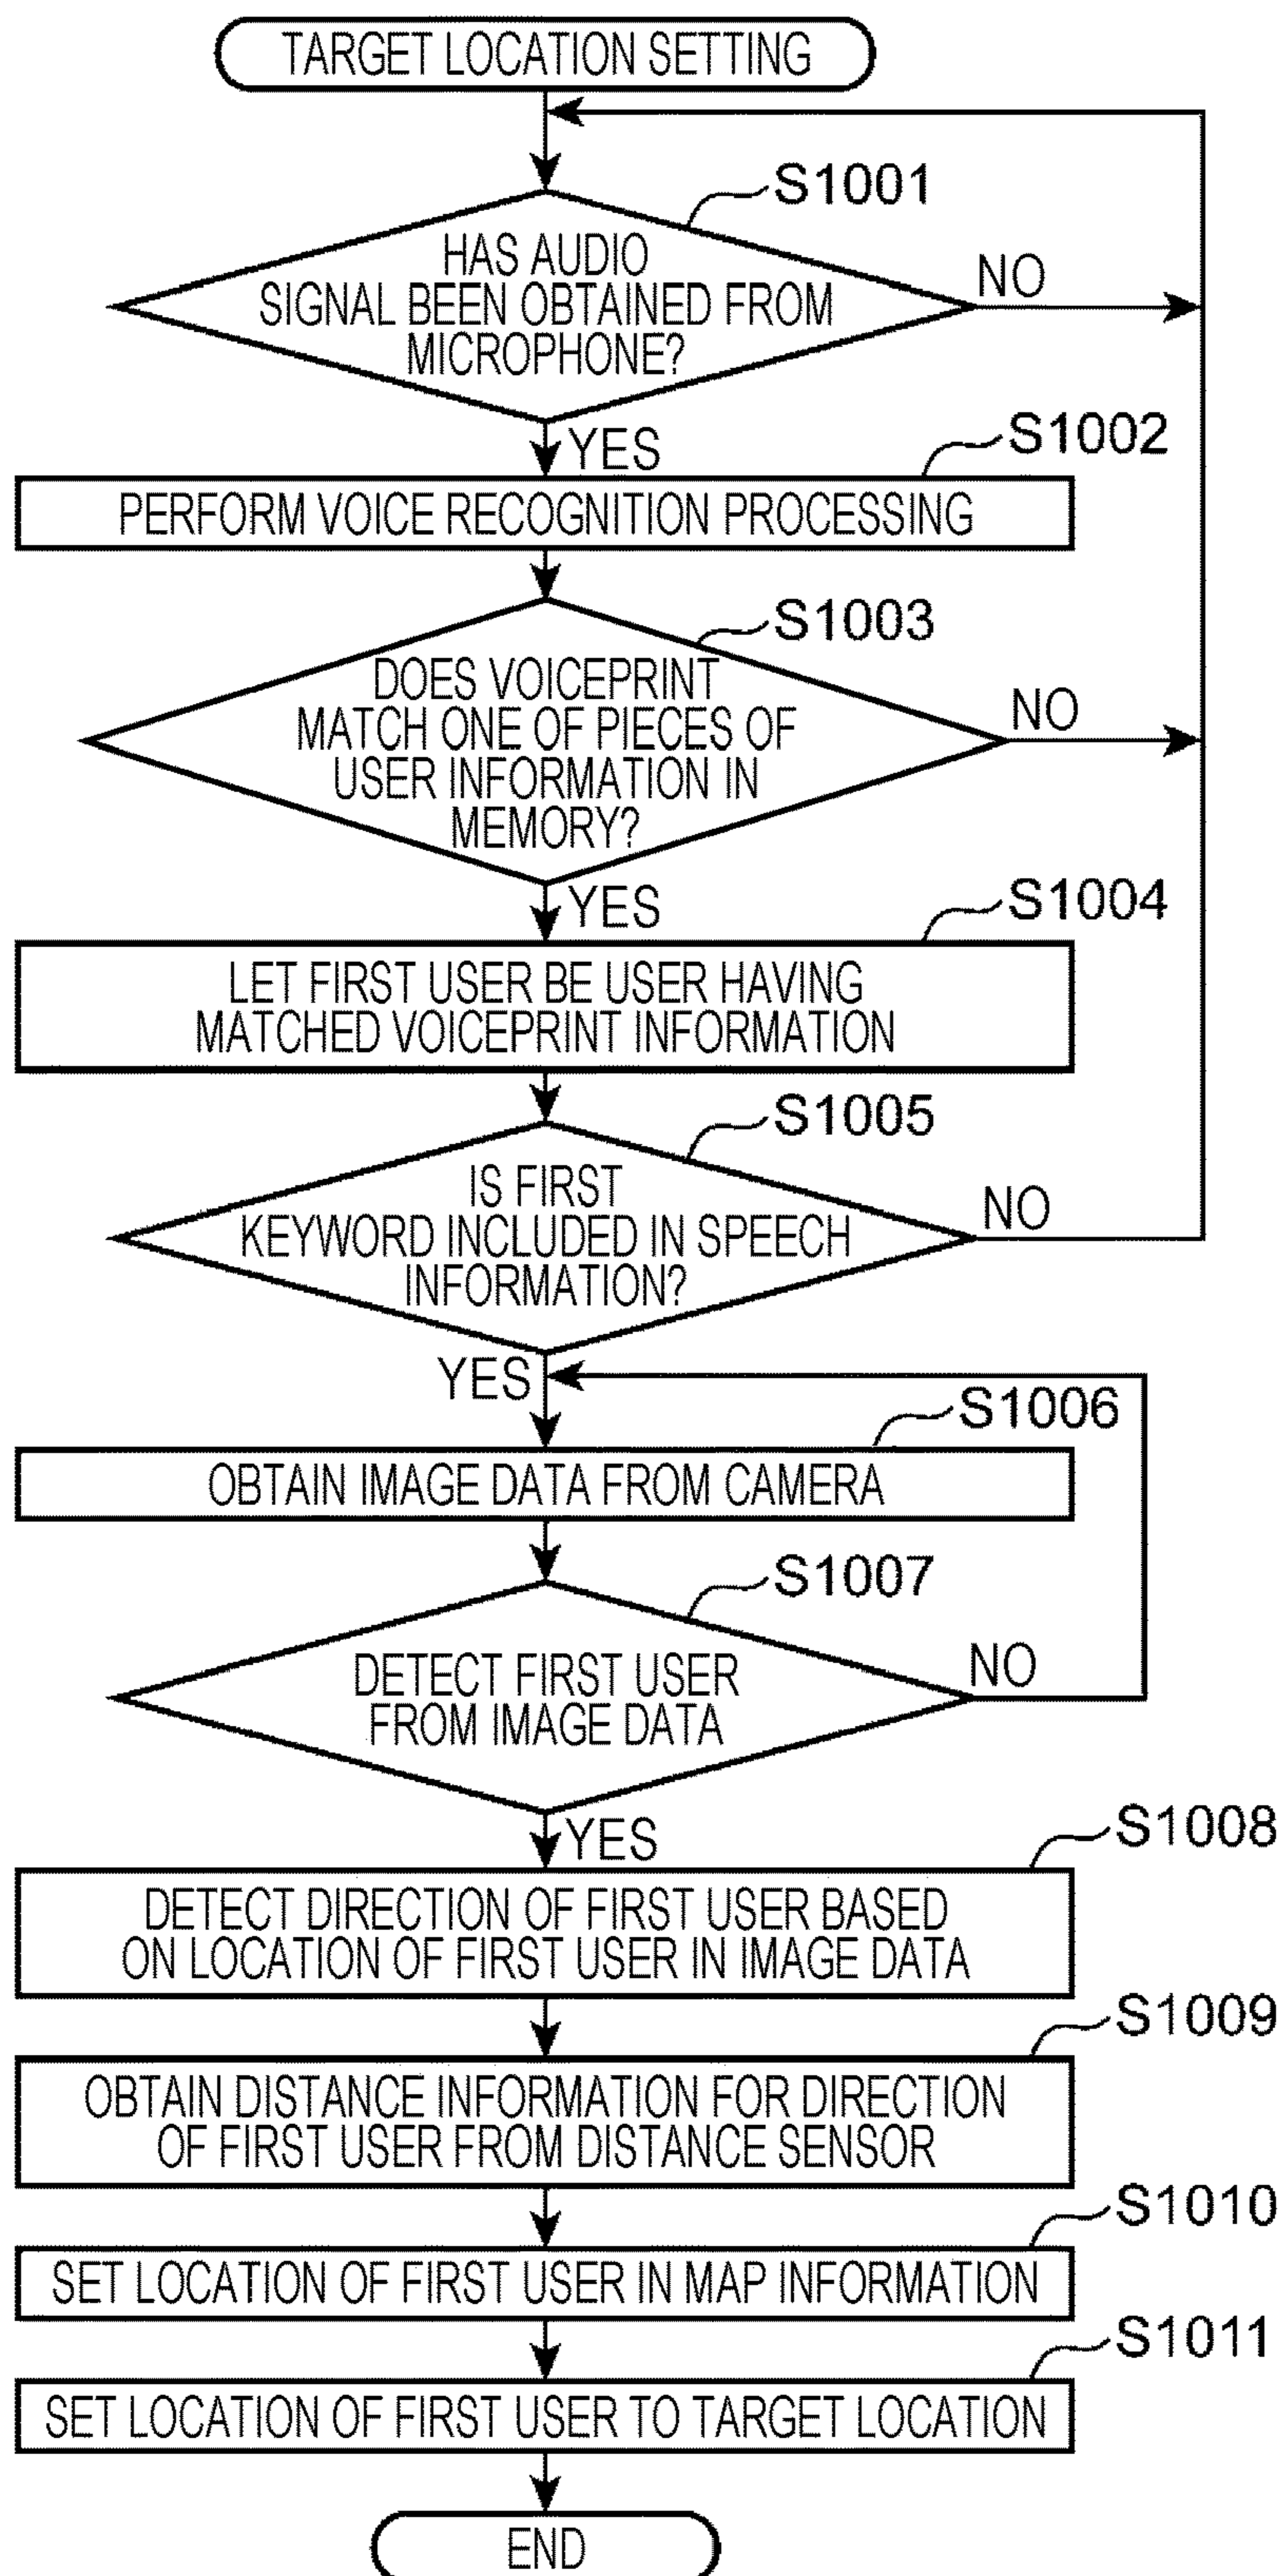 TARGET LOCATION SETTING
S1001
HAS AUDIO
SIGNAL BEEN OBTAINED FROM
MICROPHONE?
NO
YES
S1002
PERFORM VOICE RECOGNITION PROCESSING
S1003
DOES VOICEPRINT
MATCH ONE OF PIECES OF
USER INFORMATION IN
MEMORY?
NO
YES
S1004
LET FIRST USER BE USER HAVING
MATCHED VOICEPRINT INFORMATION
S1005
IS FIRST
KEYWORD INCLUDED IN SPEECH
INFORMATION?
NO
YES
S1006
OBTAIN IMAGE DATA FROM CAMERA
S1007
DETECT FIRST USER
FROM IMAGE DATA
NO
YES
S1008
DETECT DIRECTION OF FIRST USER BASED
ON LOCATION OF FIRST USER IN IMAGE DATA
S1009
OBTAIN DISTANCE INFORMATION FOR DIRECTION
OF FIRST USER FROM DISTANCE SENSOR
S1010
SET LOCATION OF FIRST USER IN MAP INFORMATION
S1011
SET LOCATION OF FIRST USER TO TARGET LOCATION
END